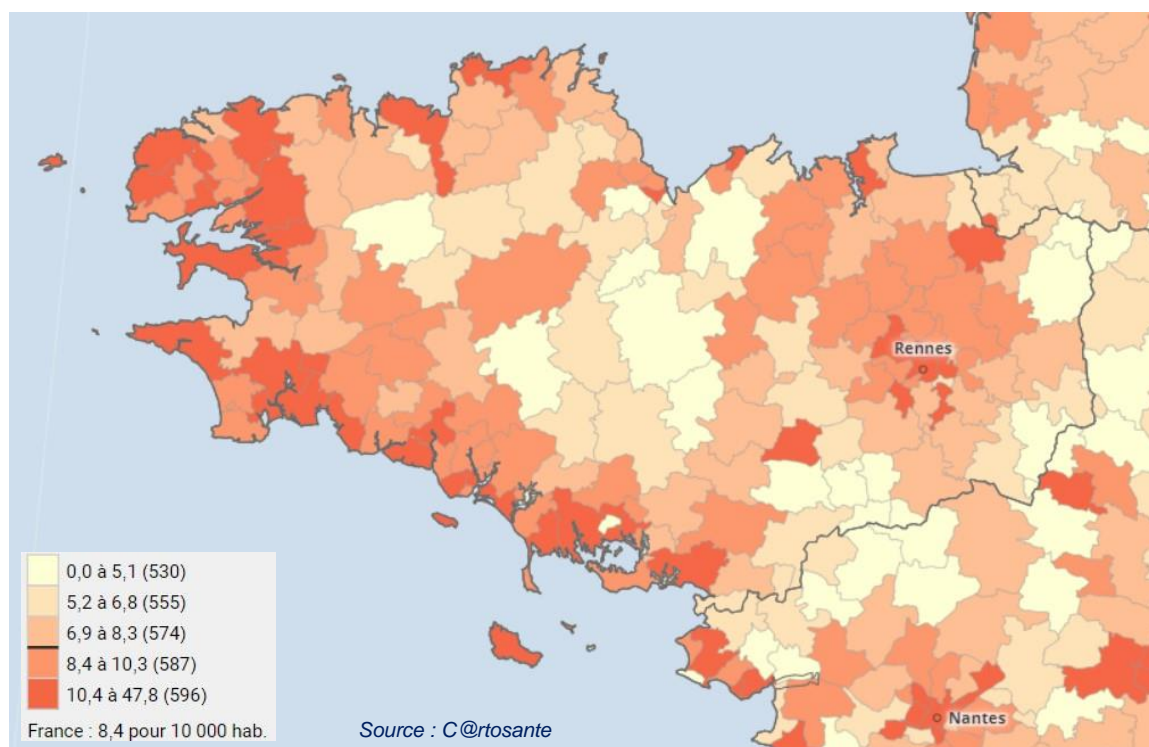 Rennes
0,0 à 5,1 (530)
5,2 à 6,8 (555)
6,9 à 8,3 (574)
8,4 à 10,3 (587)
10,4 à 47,8 (596)
France : 8,4 pour 10 000 hab.
Source : C@rtosante
Nantes